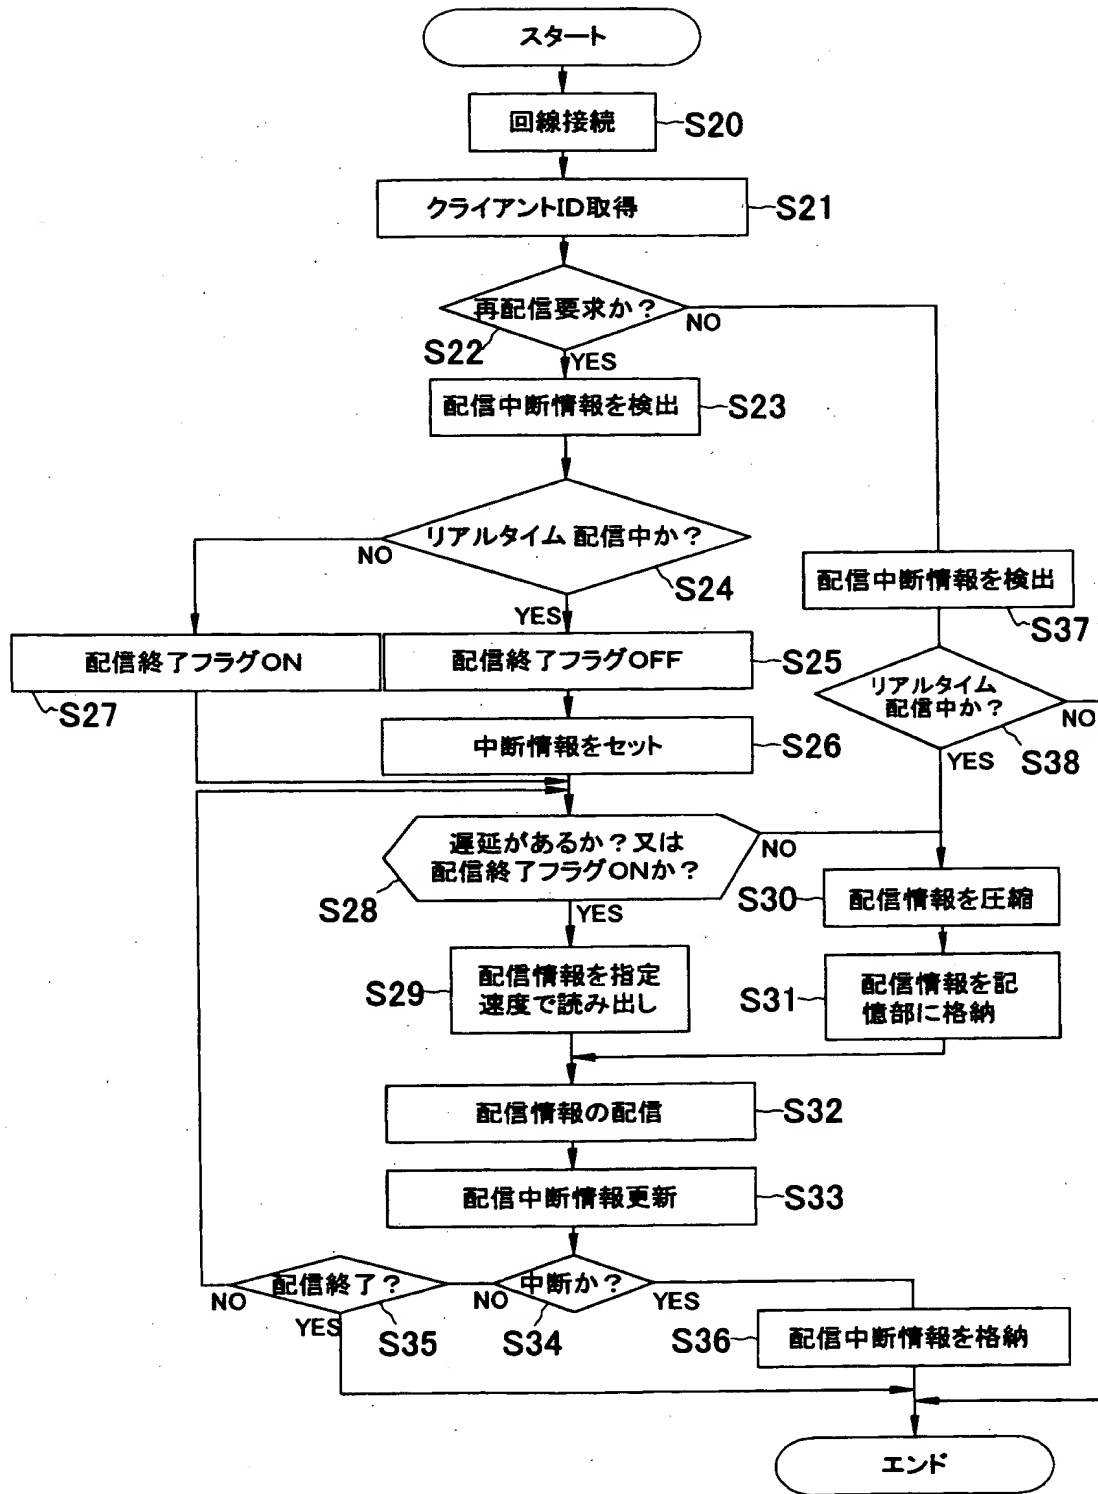 スタート
回線接続
S20
クライアントID取得
S21
再配信要求か?
NO
S22
YES
配信中断情報を検出
S23
リアルタイム 配信中か?
NO
S24
YES
配信中断情報を検出
S37
配信終了フラグON
S27
配信終了フラグOFF
S25
リアルタイム
配信中か?
NO
S38
YES
中断情報をセット
S26
遅延があるか?又は
配信終了フラグONか?
NO
S28
YES
S30
配信情報を圧縮
S29
配信情報を指定
速度で読み出し
S31
配信情報を記
憶部に格納
配信情報の配信
S32
配信中断情報更新
S33
配信終了?
NO
YES
S35
中断か?
NO
YES
S34
S36
配信中断情報を格納
エンド